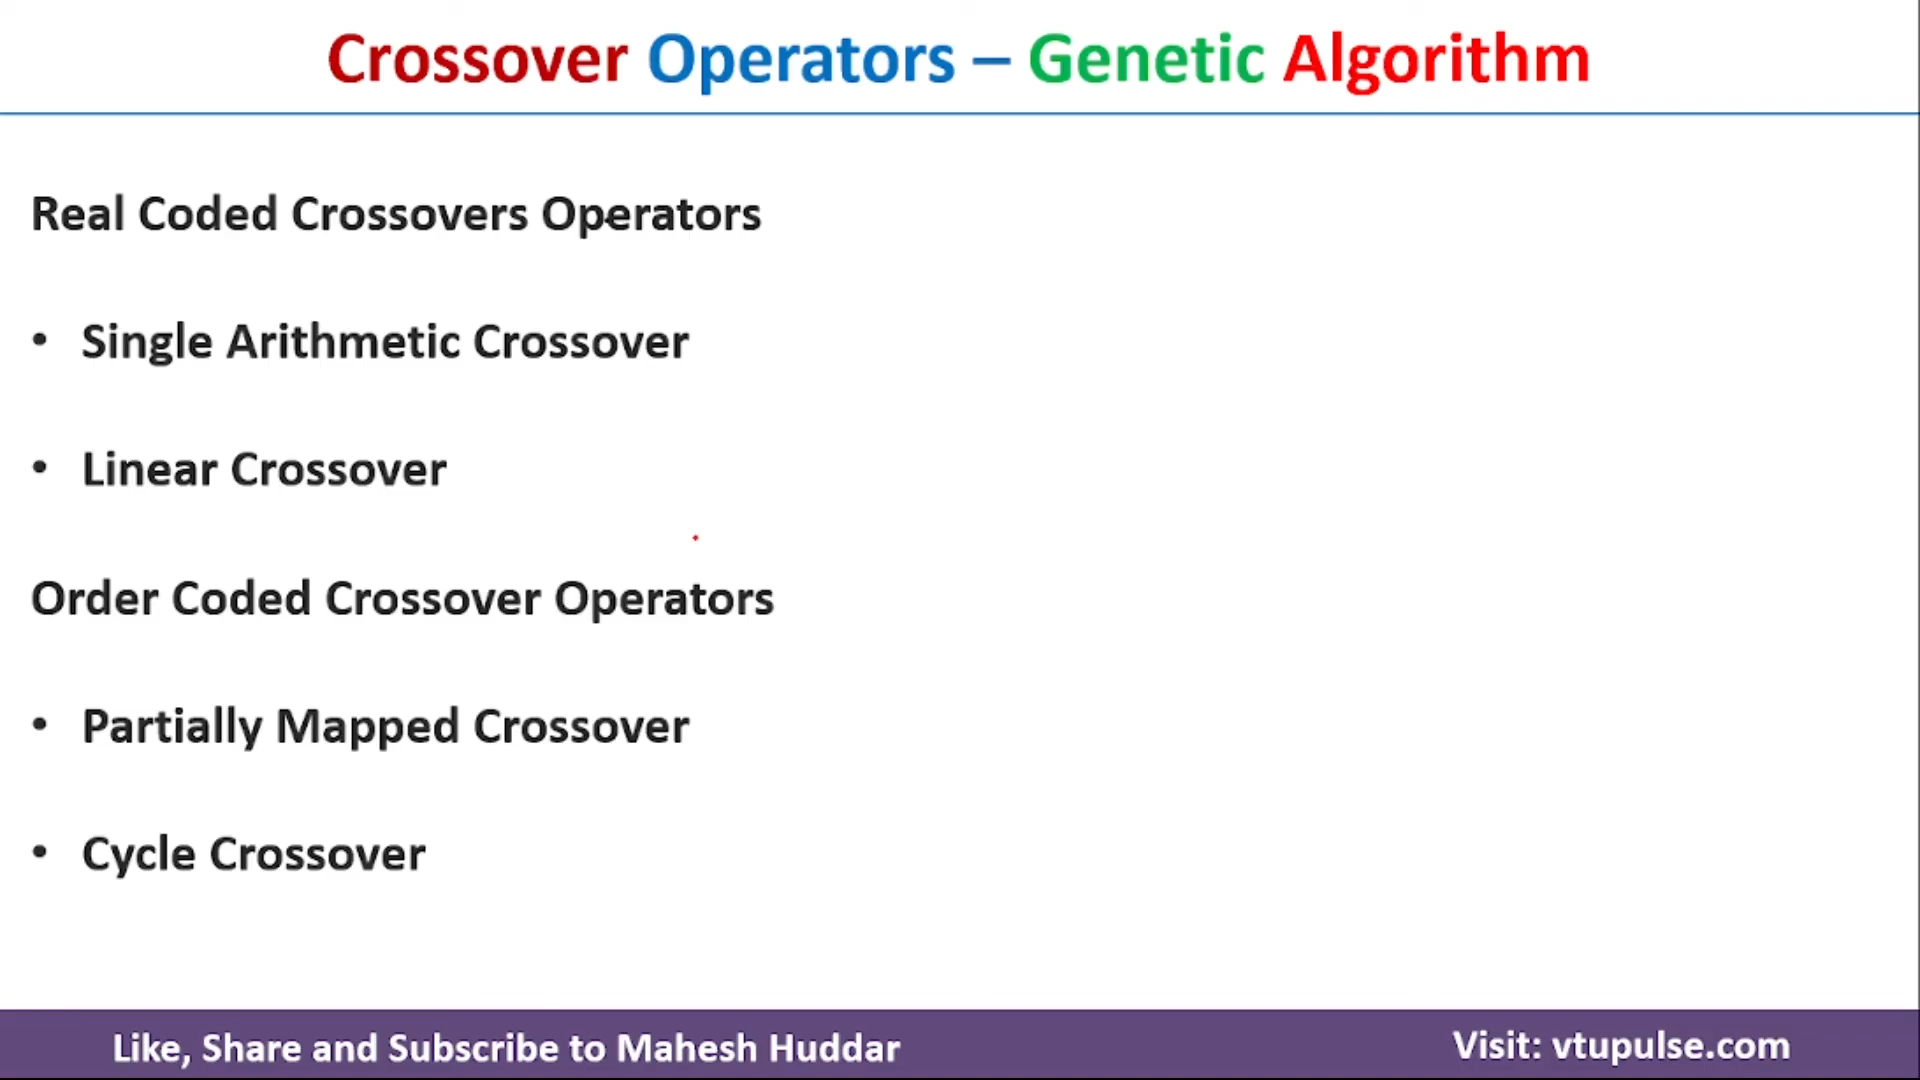 Crossover Operators – Genetic Algorithm
Real Coded Crossovers Operators
• Single Arithmetic Crossover
• Linear Crossover
Order Coded Crossover Operators
• Partially Mapped Crossover
• Cycle Crossover
Like, Share and Subscribe to Mahesh Huddar
Visit: vtupulse.com